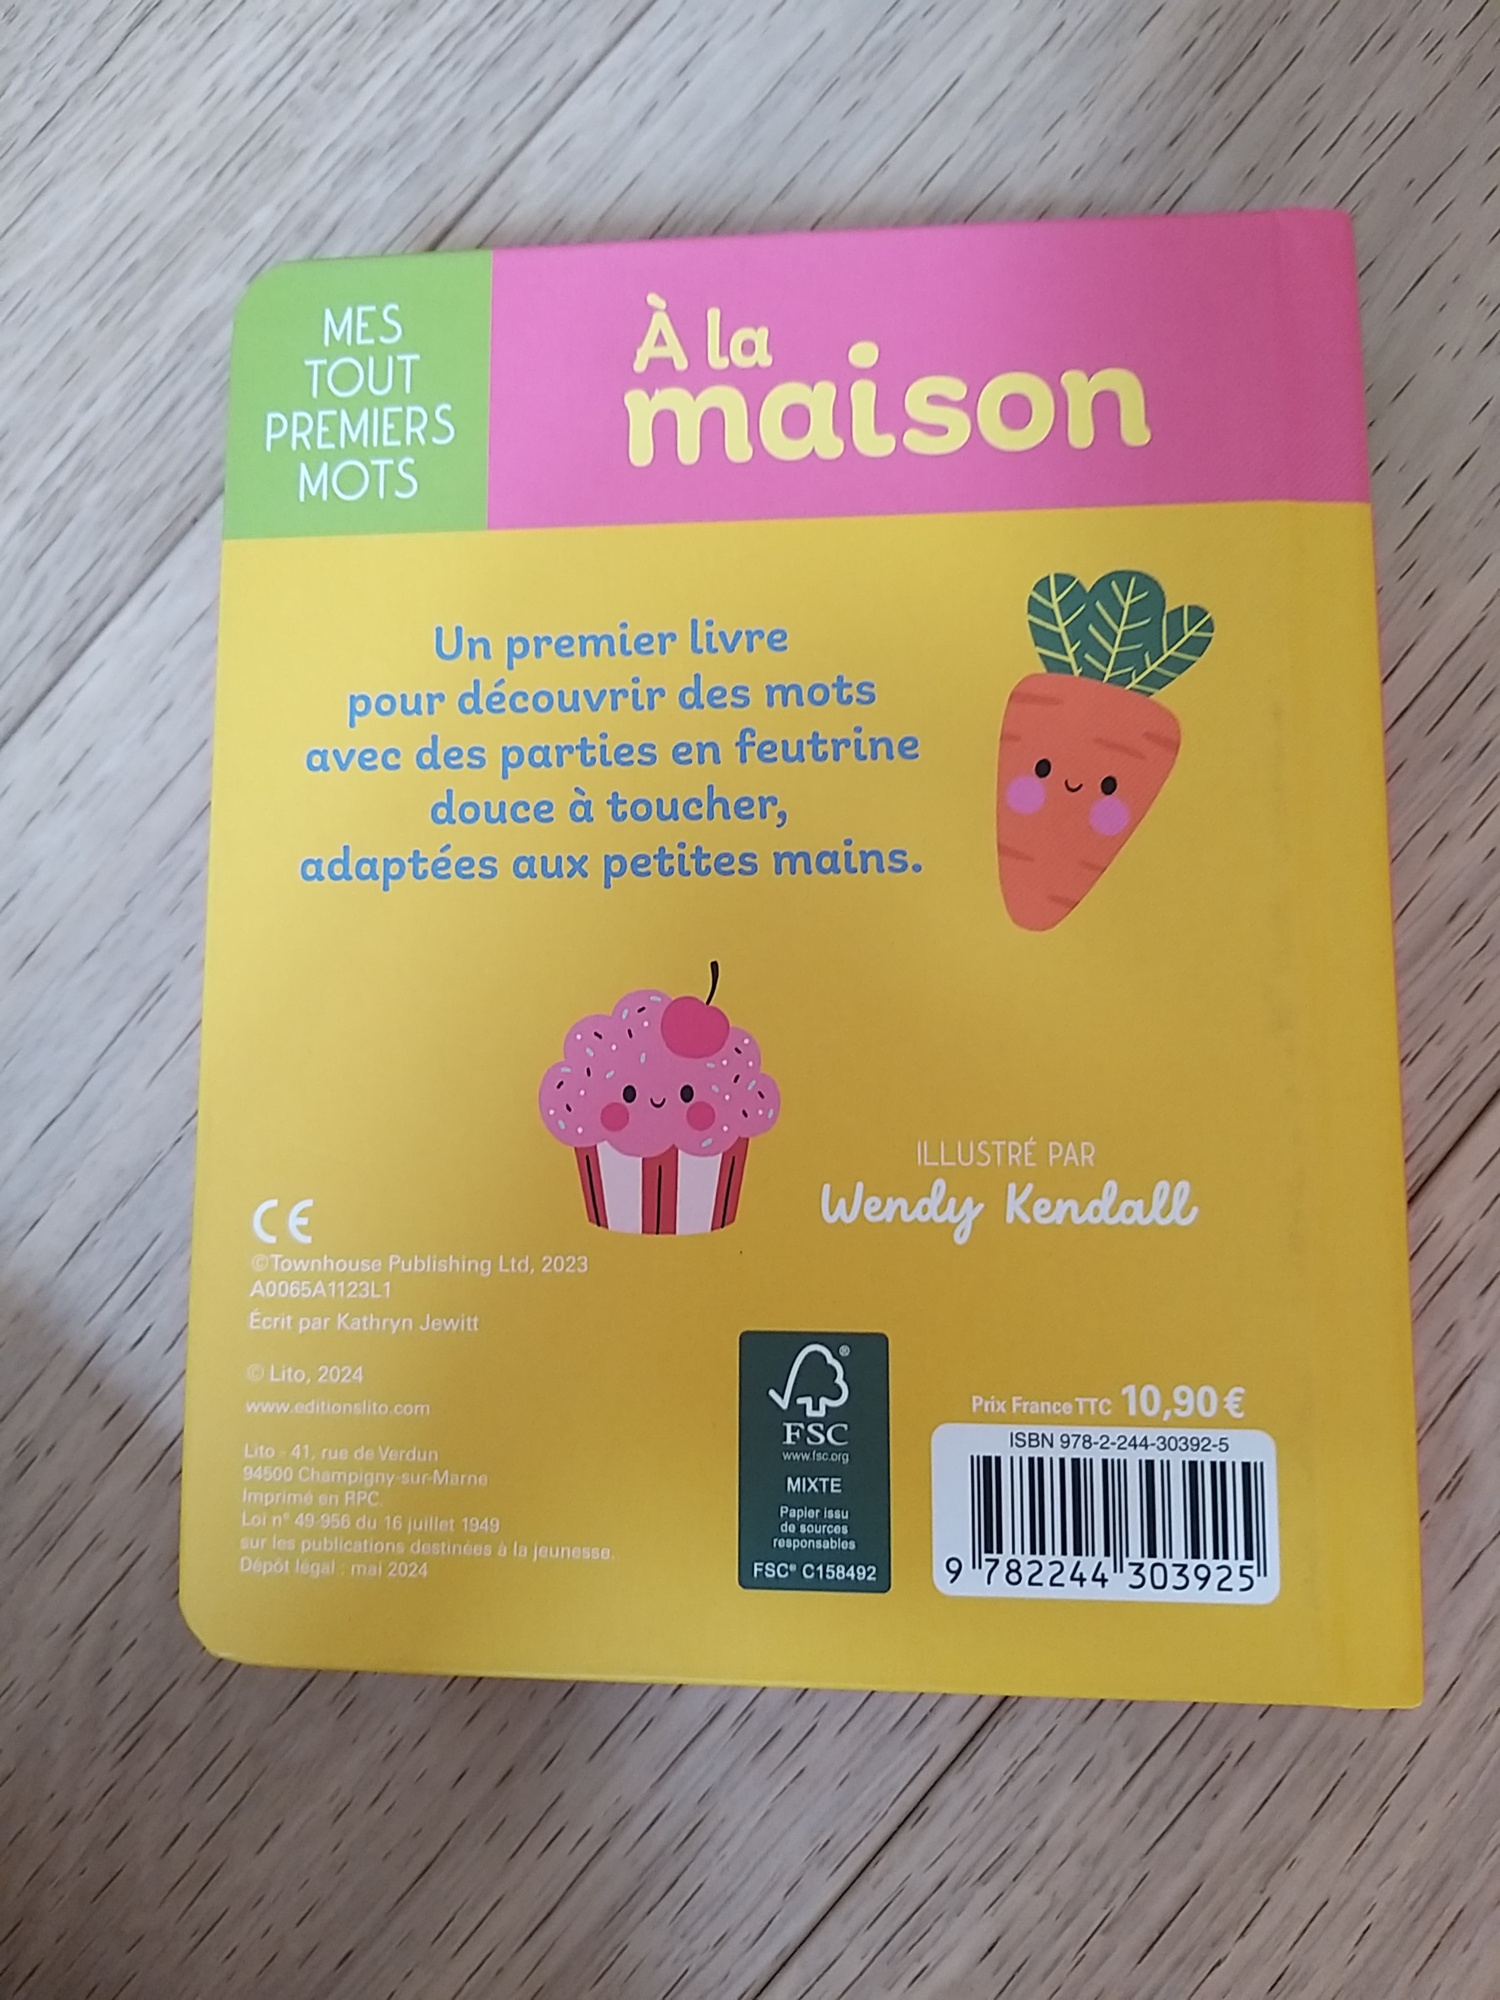 MES
TOUT
PREMIERS
MOTS
À la
maison
Un premier livre
pour découvrir des mots
avec des parties en feutrine
douce à toucher,
adaptées aux petites mains.
ILLUSTRÉ PAR
Wendy Kendall
CE
©Townhouse Publishing Ltd, 2023
A0065A1123L1
Écrit par Kathryn Jewitt
© Lito, 2024
www.editionslito.com
Lito - 41, rue de Verdun
94500 Champigny-sur-Marne
Imprimé en RPC.
Loi n° 49-956 du 16 juillet 1949
sur les publications destinées à la jeunesse.
Dépôt légal : mai 2024
®
FSC
www.fsc.org
MIXTE
Papier issu
de sources
responsables
FSC® C158492
Prix France TTC 10,90 €
ISBN 978-2-244-30392-5
9 782244 303925